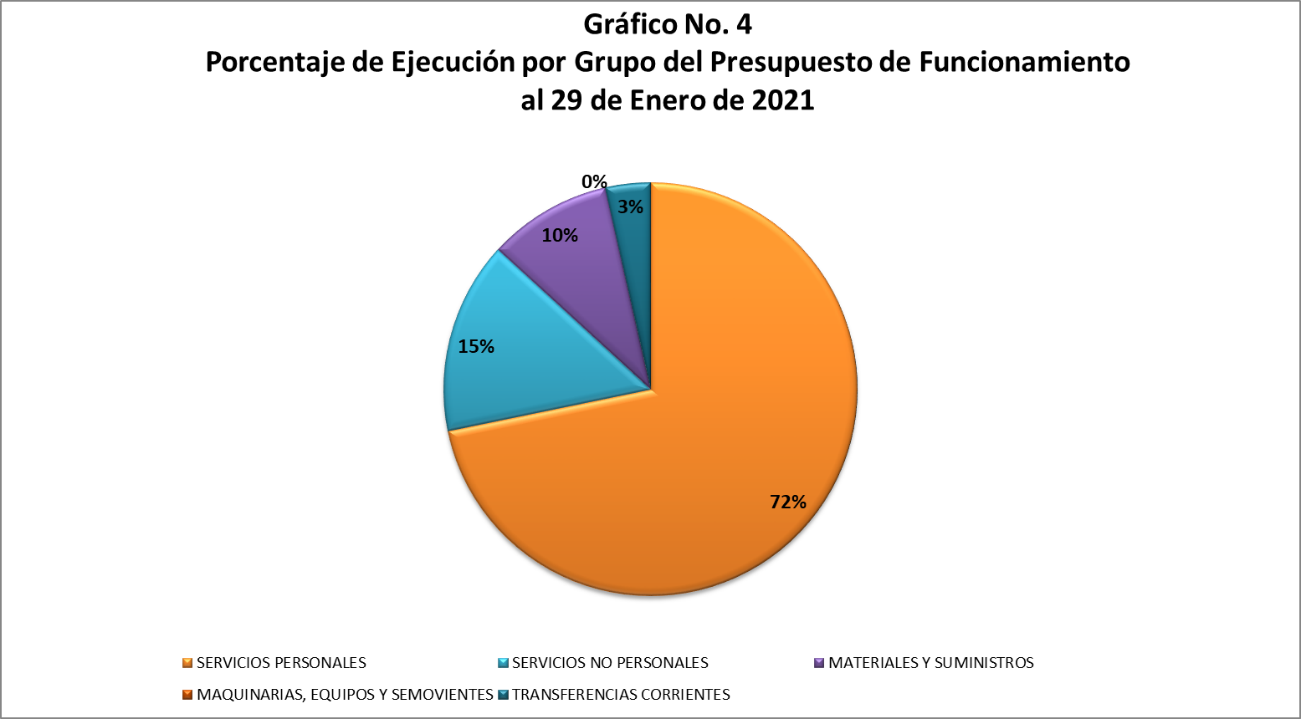 Gráfico No. 4
Porcentaje de Ejecución por Grupo del Presupuesto de Funcionamiento
al 29 de Enero de 2021
0%
3%
10%
15%
72%
SERVICIOS PERSONALES
SERVICIOS NO PERSONALES
MATERIALES Y SUMINISTROS
MAQUINARIAS, EQUIPOS Y SEMOVIENTES
TRANSFERENCIAS CORRIENTES